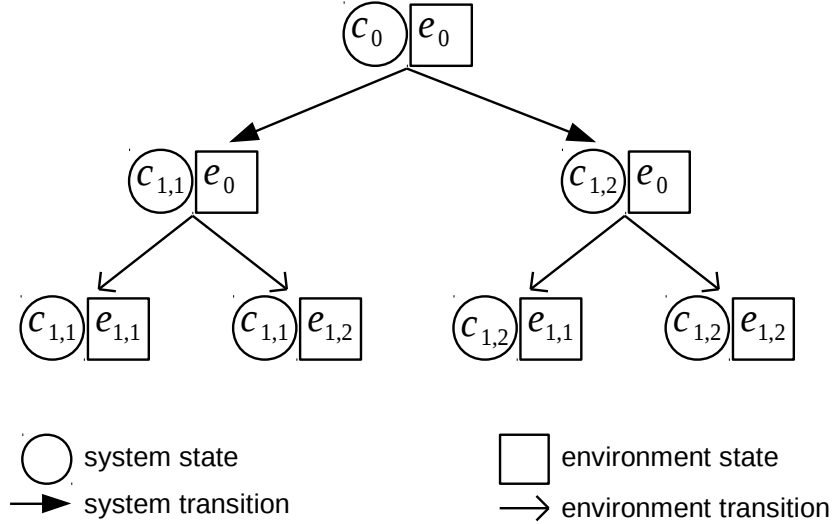 c0 e0
c1,1 e0 c1,2 e0
c1,1 e1,1 c1,1 e1,2 c1,2 e1,1 c1,2 e1,2
system state environment state
system transition environment transition